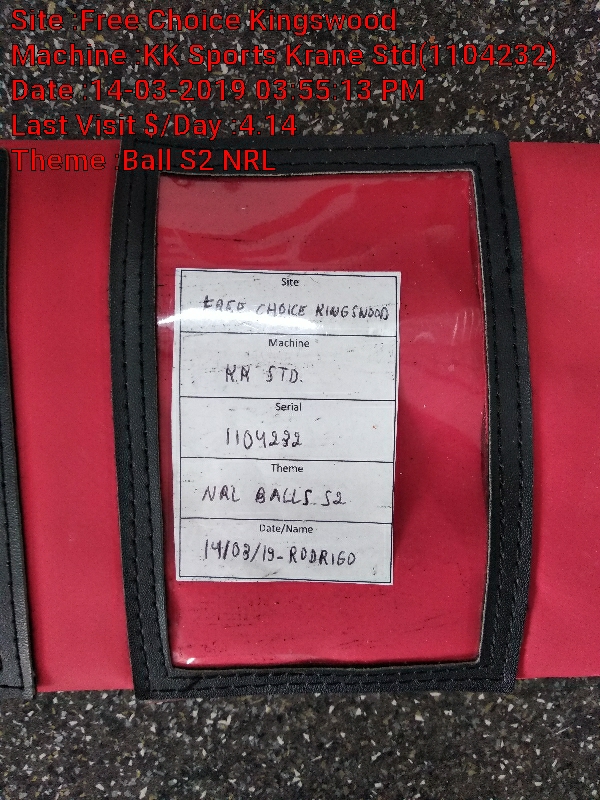 Site :Free Choice Kingswood
Machine :KK Sports Krane Std(1104232)
Date :14-03-2019 03:55:13 PM
Last Visit $/Day :4.14
Theme :Ball S2 NRL
Site
FREE CHOICE KINGSWOOD
Machine
KK STD.
Serial
1104232
Theme
NRL BALLS S2
Date/Name
14/03/19-RODRIGO